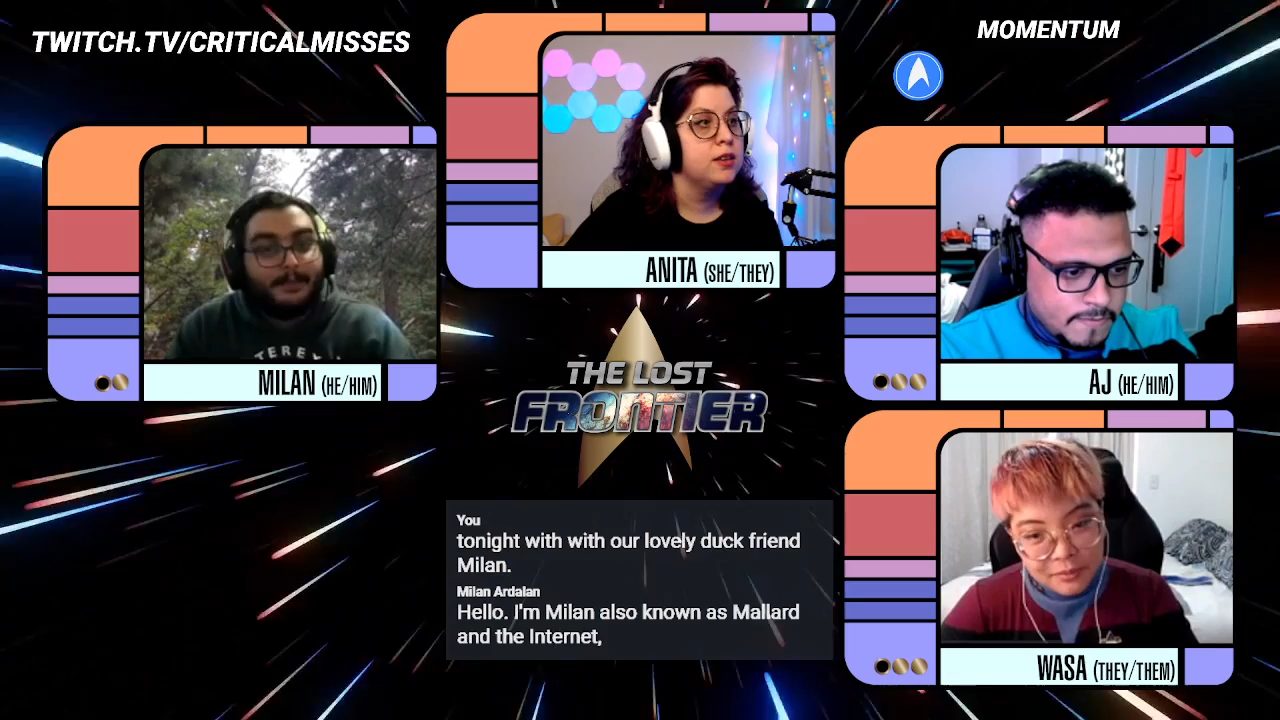 TWITCH.TV/CRITICALMISSES
MOMENTUM
ANITA (SHE/THEY)
TEREY
MILAN (HE/HIM)
AJ (HE/HIM)
THE LOST
FRONTIER
You
tonight with with our lovely duck friend
Milan.
Milan Ardalan
Hello. I'm Milan also known as Mallard
and the Internet,
WASA (THEY/THEM)